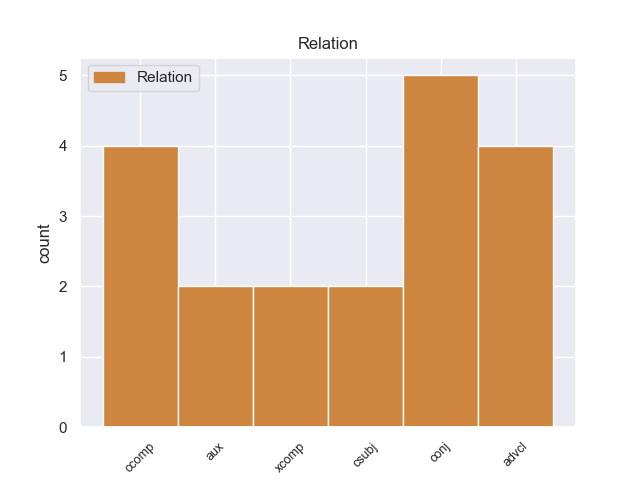 Relation
Relation
5
4
3
2
1
0
count
ccomp
aux
xcomp
csubj
conj
advcl